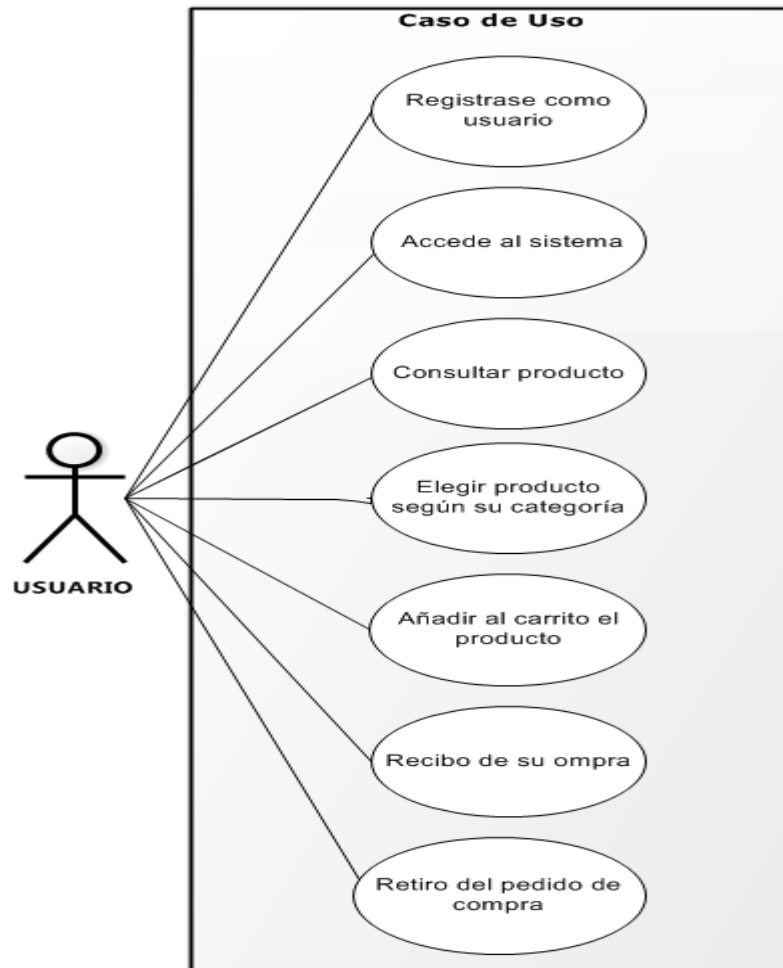 Caso de Uso
Registrase como
usuario
Accede al sistema
Consultar producto
Elegir producto
según su categoría
USUARIO
Añadir al carrito el
producto
Recibo de su ompra
Retiro del pedido de
compra